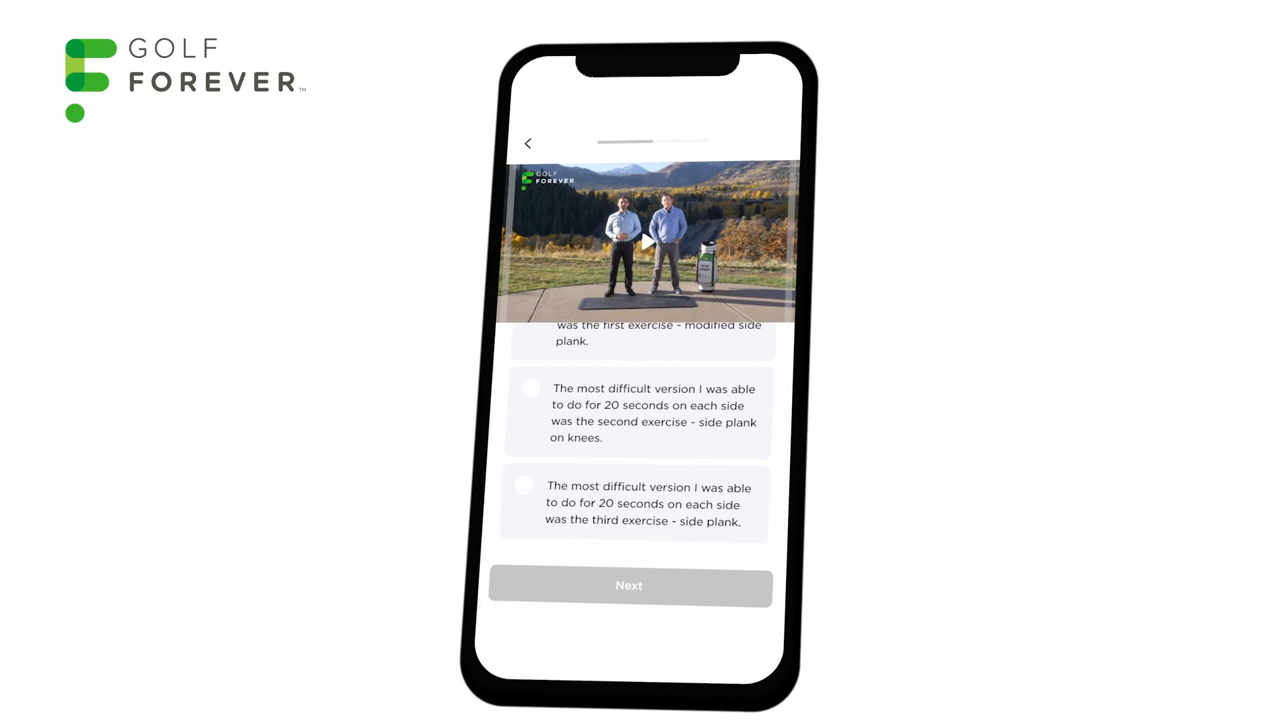 GOLF
FOREVER™
GOLF
FOREVER.
was the first exercise - modified side
plank.
The most difficult version I was able
to do for 20 seconds on each side
was the second exercise - side plank
on knees.
The most difficult version I was able
to do for 20 seconds on each side
was the third exercise - side plank.
Next